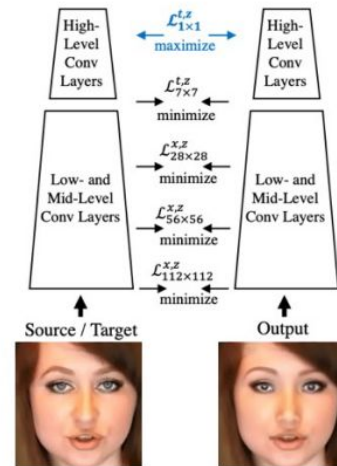 High-
Level
Conv
Layers
ℒ^{t,z}_{1×1}
maximize
High-
Level
Conv
Layers
ℒ^{t,z}_{7×7}
minimize
ℒ^{x,z}_{28×28}
minimize
Low- and
Mid-Level
Conv Layers
Low- and
Mid-Level
Conv Layers
ℒ^{x,z}_{56×56}
minimize
ℒ^{x,z}_{112×112}
minimize
Source / Target
Output